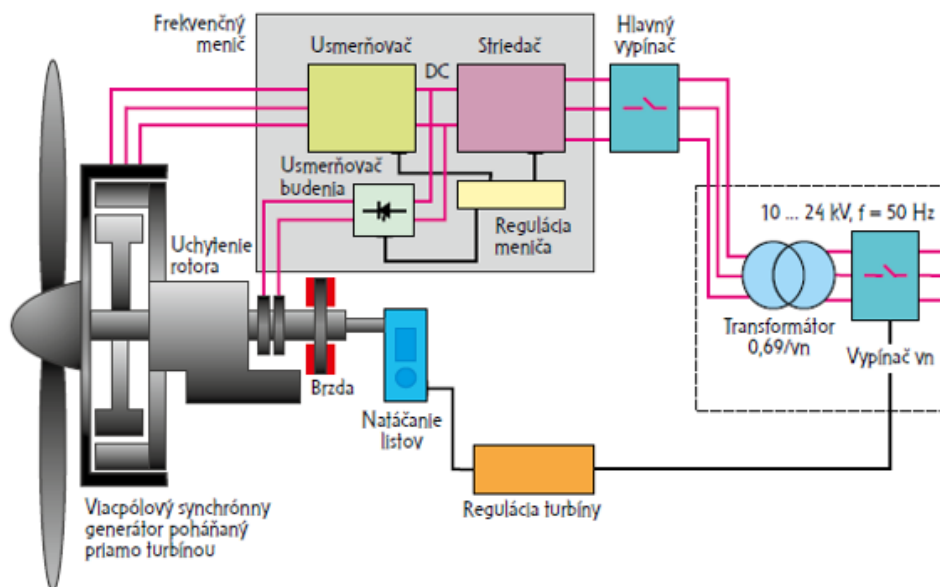 Frekvenčný
menič
Usmerňovač
DC
Striedač
Hlavný
vypínač
Usmerňovač
budenia
Regulácia
meniča
Uchytenie
rotora
10 ... 24 kV, f = 50 Hz
Transformátor
0,69/vn
Vypínač vn
Brzda
Natáčanie
listov
Regulácia turbíny
Viacpólový synchrónny
generátor poháňaný
priamo turbínou